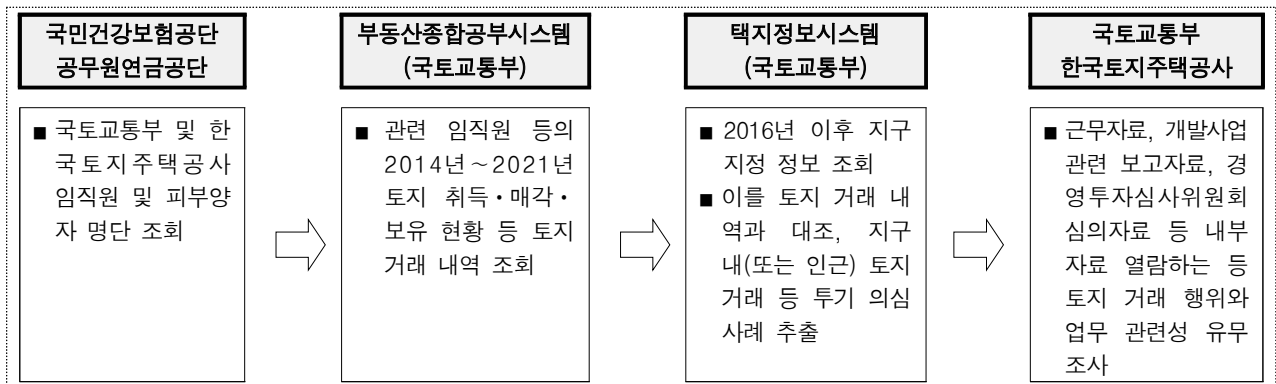 국민건강보험공단
공무원연금공단
■ 국토교통부 및 한
국토지주택공사
임직원 및 피부양
자 명단 조회
부동산종합공부시스템
(국토교통부)
■ 관련 임직원 등의
2014년~2021년
토지 취득·매각·
보유 현황 등 토지
거래 내역 조회
택지정보시스템
(국토교통부)
■ 2016년 이후 지구
지정 정보 조회
■ 이를 토지 거래 내
역과 대조, 지구
내(또는 인근) 토지
거래 등 투기 의심
사례 추출
국토교통부
한국토지주택공사
■ 근무자료, 개발사업
관련 보고자료, 경
영투자심사위원회
심의자료 등 내부
자료 열람하는 등
토지 거래 행위와
업무 관련성 유무
조사